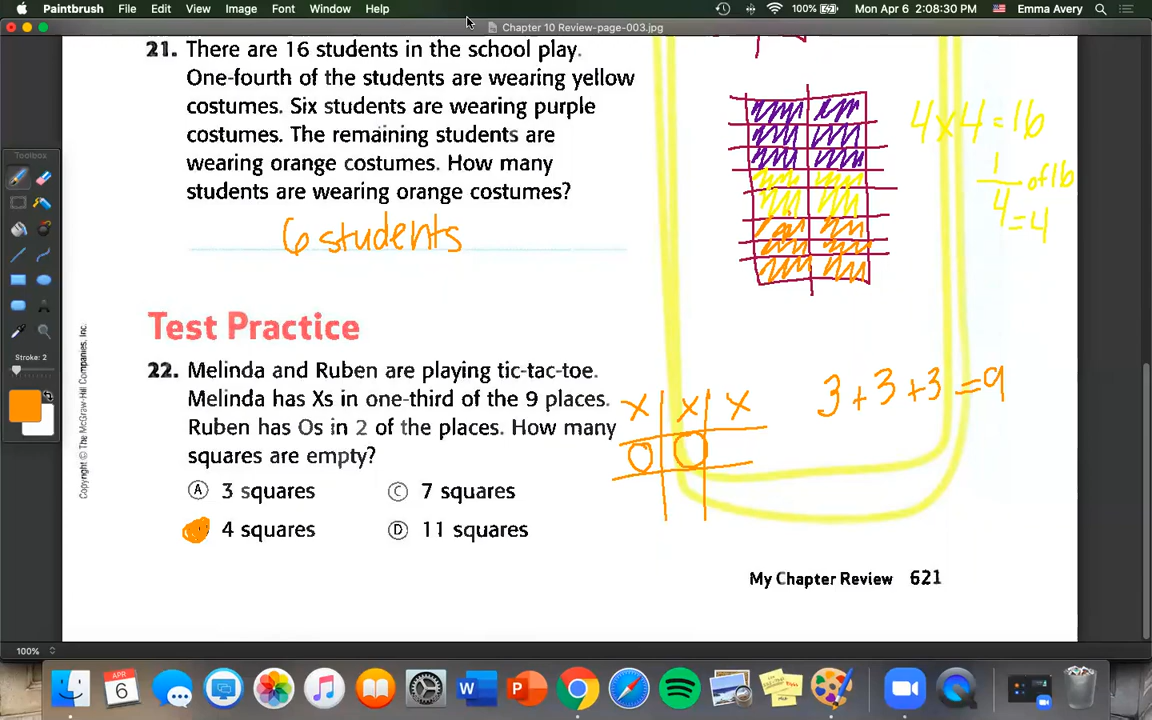 Paintbrush File Edit View Image Font Window Help 100% Mon Apr 6 2:08:30 PM Emma Avery
Chapter 10 Review-page-003.jpg
21. There are 16 students in the school play.
One-fourth of the students are wearing yellow
costumes. Six students are wearing purple
costumes. The remaining students are
wearing orange costumes. How many
students are wearing orange costumes?
6 students
4x4=16
1/4 of 16
=4
Toolbox
Stroke: 2
Test Practice
22. Melinda and Ruben are playing tic-tac-toe.
Melinda has Xs in one-third of the 9 places.
Ruben has Os in 2 of the places. How many
squares are empty?
X X X
O O
3+3+3=9
A 3 squares C 7 squares
4 squares D 11 squares
Copyright © The McGraw-Hill Companies, Inc.
My Chapter Review 621
100%
APR
6
W P